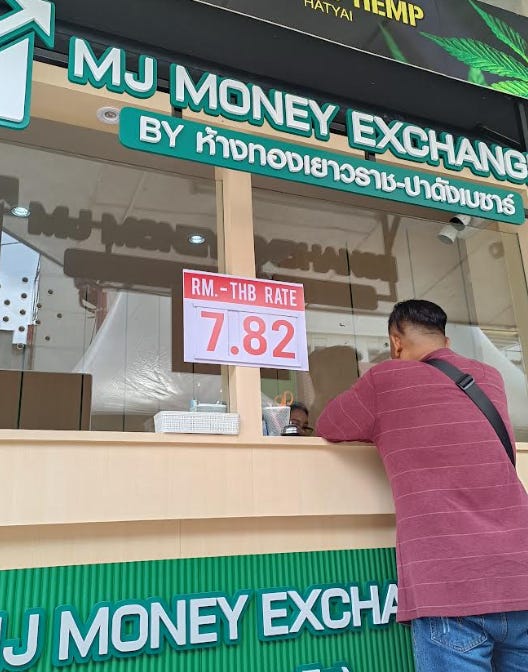 HEMP
HATYAI
MJ MONEY EXCHANG
BY ห้างทองเยาวราช-ปาดังเบซาร์
RM.-THB RATE
7.82
J MONEY EXCHA